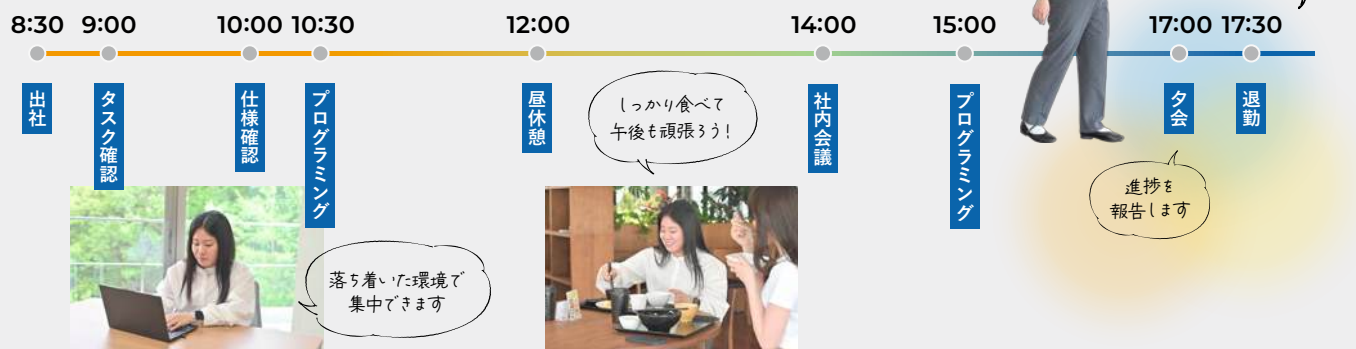 8:30 9:00 10:00 10:30 12:00 14:00 15:00 17:00 17:30
出社
タスク確認
仕様確認
プログラミング
昼休憩
社内会議
プログラミング
夕会
退勤
しっかり食べて
午後も頑張ろう!
進捗を
報告します
落ち着いた環境で
集中できます